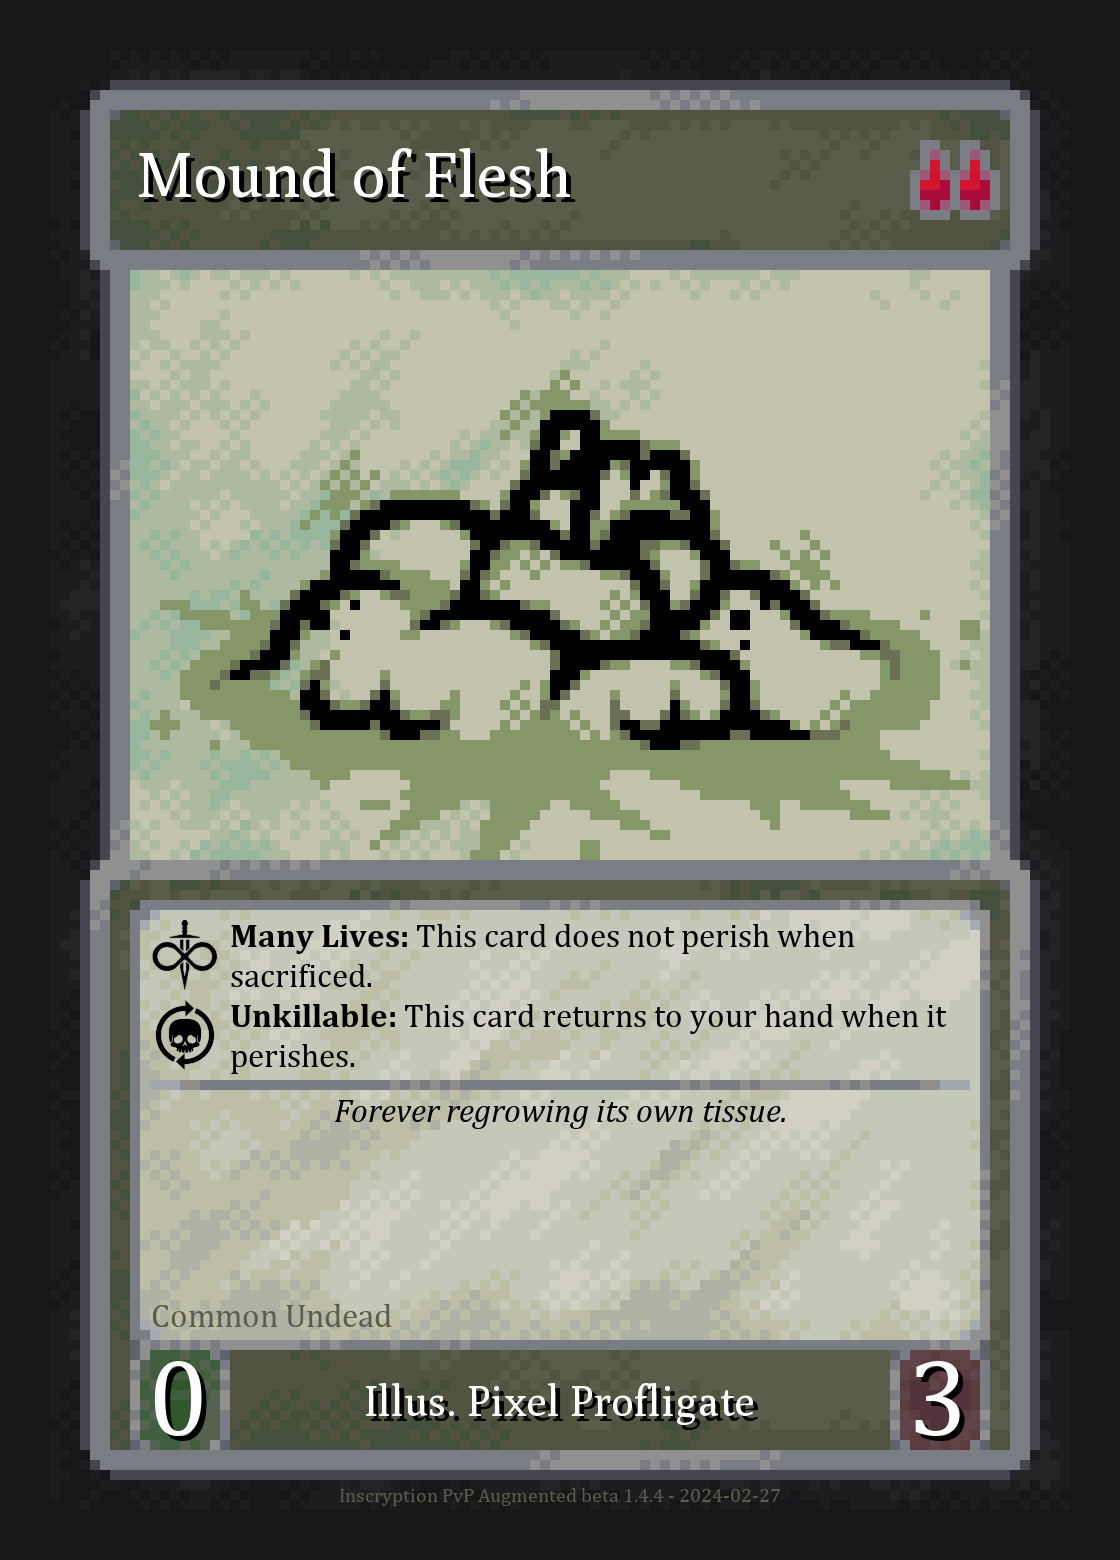 Mound of Flesh
Many Lives: This card does not perish when
sacrificed.
Unkillable: This card returns to your hand when it
perishes.
Forever regrowing its own tissue.
Common Undead
0
Illus. Pixel Profligate
3
Inscryption PvP Augmented beta 1.4.4 - 2024-02-27